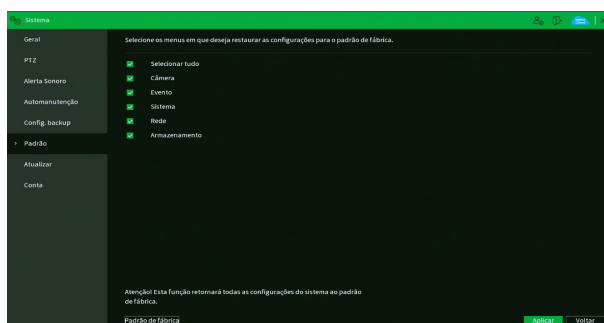 Sistema
Geral
PTZ
Alerta Sonoro
Automanutenção
Config. backup
Padrão
Atualizar
Conta
Selecione os menus em que deseja restaurar as configurações para o padrão de fábrica.
Selecionar tudo
Câmera
Evento
Sistema
Rede
Armazenamento
Atenção! Esta função retornará todas as configurações do sistema ao padrão
de fábrica.
Padrão de fábrica
Aplicar
Voltar